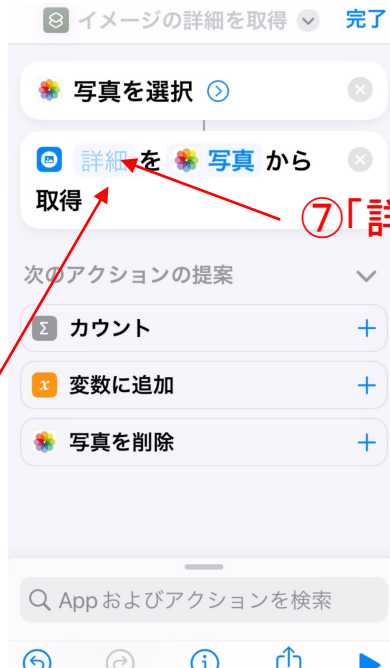 イメージの詳細を取得 完了
写真を選択
詳細 を 写真 から
取得
⑦「詳
次のアクションの提案
Σ カウント
x 変数に追加
写真を削除
Appおよびアクションを検索